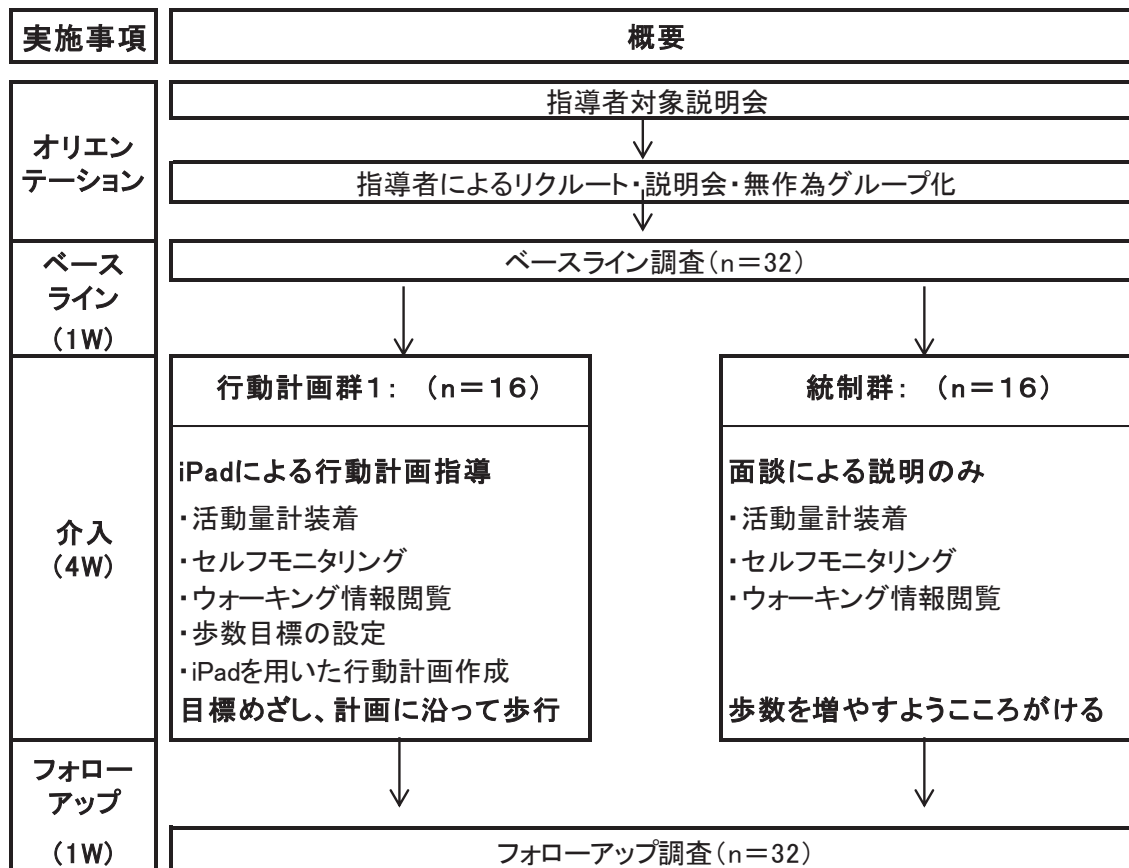 実施事項
概要
オリエン
テーション
指導者対象説明会
指導者によるリクルート・説明会・無作為グループ化
ベース
ライン
(1W)
ベースライン調査(n=32)
介入
(4W)
行動計画群1: (n=16)
iPadによる行動計画指導
・活動量計装着
・セルフモニタリング
・ウォーキング情報閲覧
・歩数目標の設定
・iPadを用いた行動計画作成
目標めざし、計画に沿って歩行
統制群: (n=16)
面談による説明のみ
・活動量計装着
・セルフモニタリング
・ウォーキング情報閲覧
歩数を増やすようこころがける
フォロー
アップ
(1W)
フォローアップ調査(n=32)